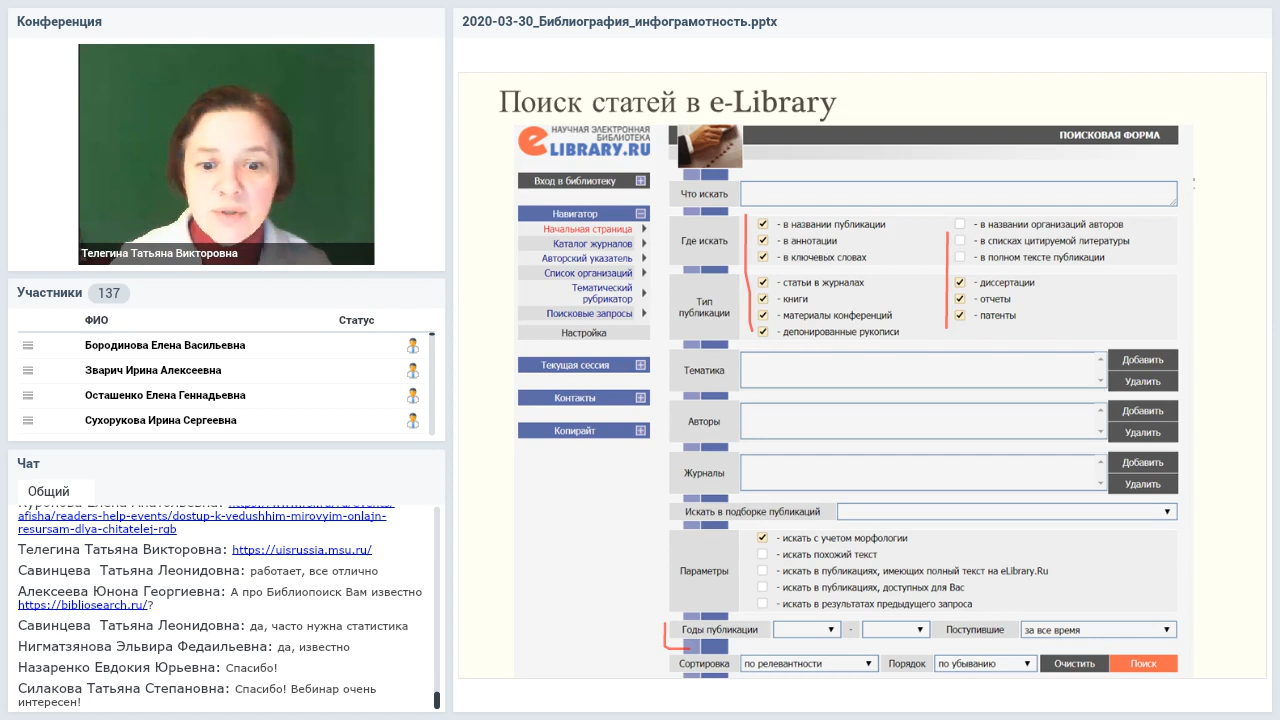 Конференция
Телегина Татьяна Викторовна
Участники 137
ФИО Статус
Бородинова Елена Васильевна
Зварич Ирина Алексеевна
Осташенко Елена Геннадьевна
Сухорукова Ирина Сергеевна
Чат
Общий
afisha/readers-help-events/dostup-k-vedushhim-mirovyim-onlajn-
resursam-dlya-chitatelej-rgb
Телегина Татьяна Викторовна: https://uisrussia.msu.ru/
Савинцева Татьяна Леонидовна: работает, все отлично
Алексеева Юнона Георгиевна: А про Библиопоиск Вам известно
https://bibliosearch.ru/?
Савинцева Татьяна Леонидовна: да, часто нужна статистика
Нигматзянова Эльвира Федаильевна: да, известно
Назаренко Евдокия Юрьевна: Спасибо!
Силакова Татьяна Степановна: Спасибо! Вебинар очень
интересен!
2020-03-30_Библиография_инфограмотность.pptx
Поиск статей в e-Library
НАУЧНАЯ ЭЛЕКТРОННАЯ
БИБЛИОТЕКА
eLIBRARY.RU
ПОИСКОВАЯ ФОРМА
Вход в библиотеку
Навигатор
Начальная страница
Каталог журналов
Авторский указатель
Список организаций
Тематический
рубрикатор
Поисковые запросы
Настройка
Текущая сессия
Контакты
Копирайт
Что искать
Где искать
- в названии публикации
- в аннотации
- в ключевых словах
- в названии организаций авторов
- в списках цитируемой литературы
- в полном тексте публикации
Тип
публикации
- статьи в журналах
- книги
- материалы конференций
- депонированные рукописи
- диссертации
- отчеты
- патенты
Тематика
Добавить
Удалить
Авторы
Добавить
Удалить
Журналы
Добавить
Удалить
Искать в подборке публикаций
Параметры
- искать с учетом морфологии
- искать похожий текст
- искать в публикациях, имеющих полный текст на eLibrary.Ru
- искать в публикациях, доступных для Вас
- искать в результатах предыдущего запроса
Годы публикации - Поступившие за все время
Сортировка по релевантности Порядок по убыванию Очистить Поиск